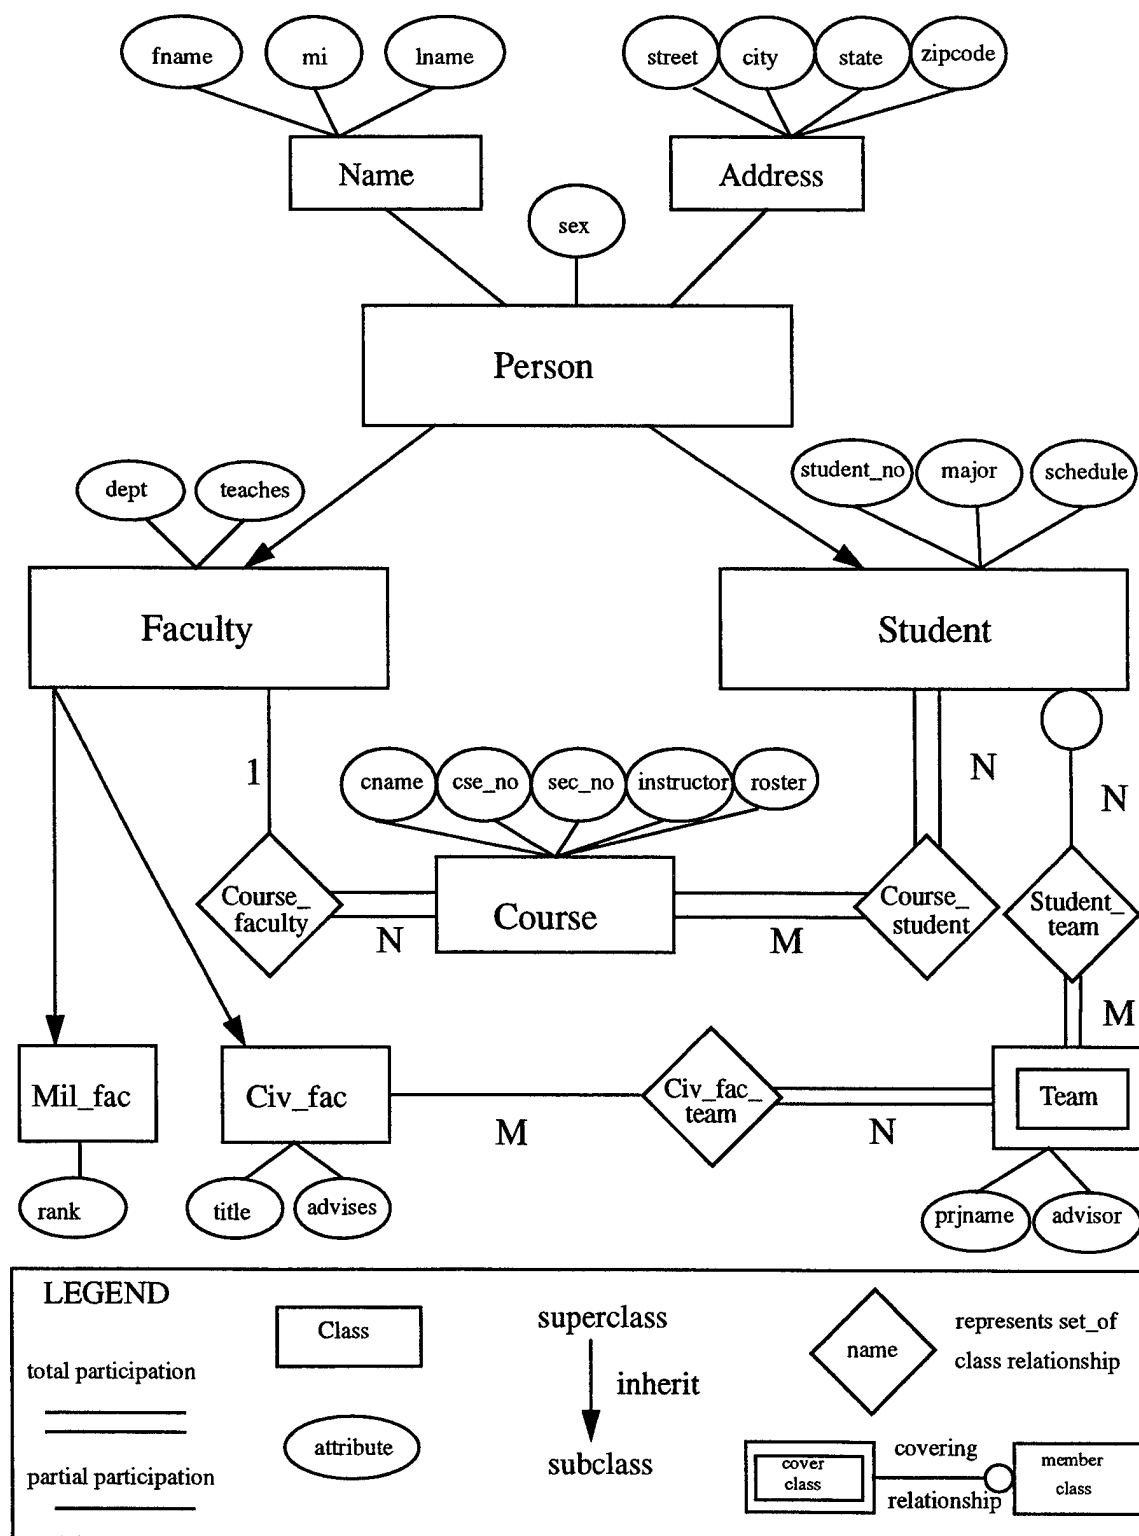 fname
mi
lname
street
city
state
zipcode
Name
Address
sex
Person
dept
teaches
student_no
major
schedule
Faculty
Student
1
N
N
cname
cse_no
sec_no
instructor
roster
Course_
faculty
N
Course
M
Course_
student
Student_
team
M
Mil_fac
Civ_fac
M
Civ_fac_
team
N
Team
rank
title
advises
prjname
advisor
LEGEND
total participation
partial participation
Class
attribute
superclass
inherit
subclass
name
represents set_of
class relationship
cover
class
covering
relationship
member
class